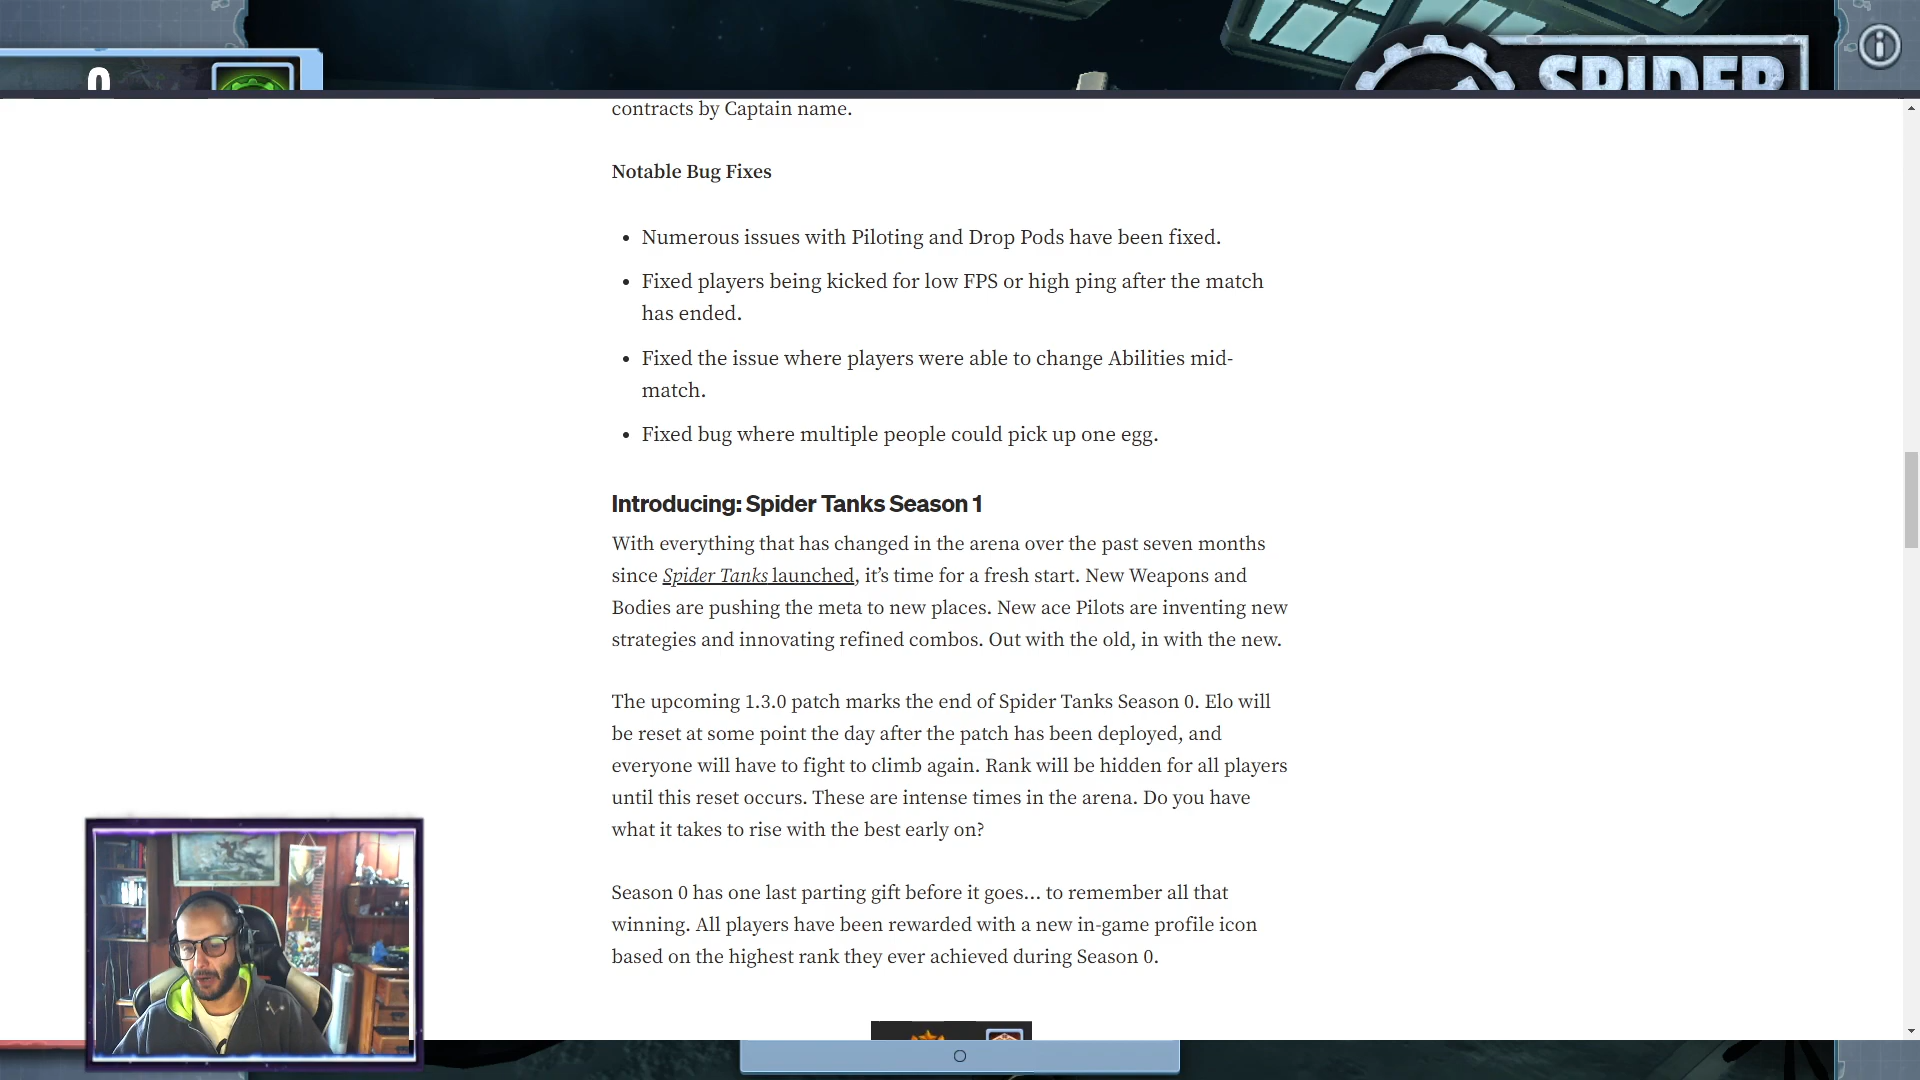 0
SPIDER
contracts by Captain name.
Notable Bug Fixes
• Numerous issues with Piloting and Drop Pods have been fixed.
• Fixed players being kicked for low FPS or high ping after the match
has ended.
• Fixed the issue where players were able to change Abilities mid-
match.
• Fixed bug where multiple people could pick up one egg.
Introducing: Spider Tanks Season 1
With everything that has changed in the arena over the past seven months
since Spider Tanks launched, it’s time for a fresh start. New Weapons and
Bodies are pushing the meta to new places. New ace Pilots are inventing new
strategies and innovating refined combos. Out with the old, in with the new.
The upcoming 1.3.0 patch marks the end of Spider Tanks Season 0. Elo will
be reset at some point the day after the patch has been deployed, and
everyone will have to fight to climb again. Rank will be hidden for all players
until this reset occurs. These are intense times in the arena. Do you have
what it takes to rise with the best early on?
Season 0 has one last parting gift before it goes… to remember all that
winning. All players have been rewarded with a new in-game profile icon
based on the highest rank they ever achieved during Season 0.